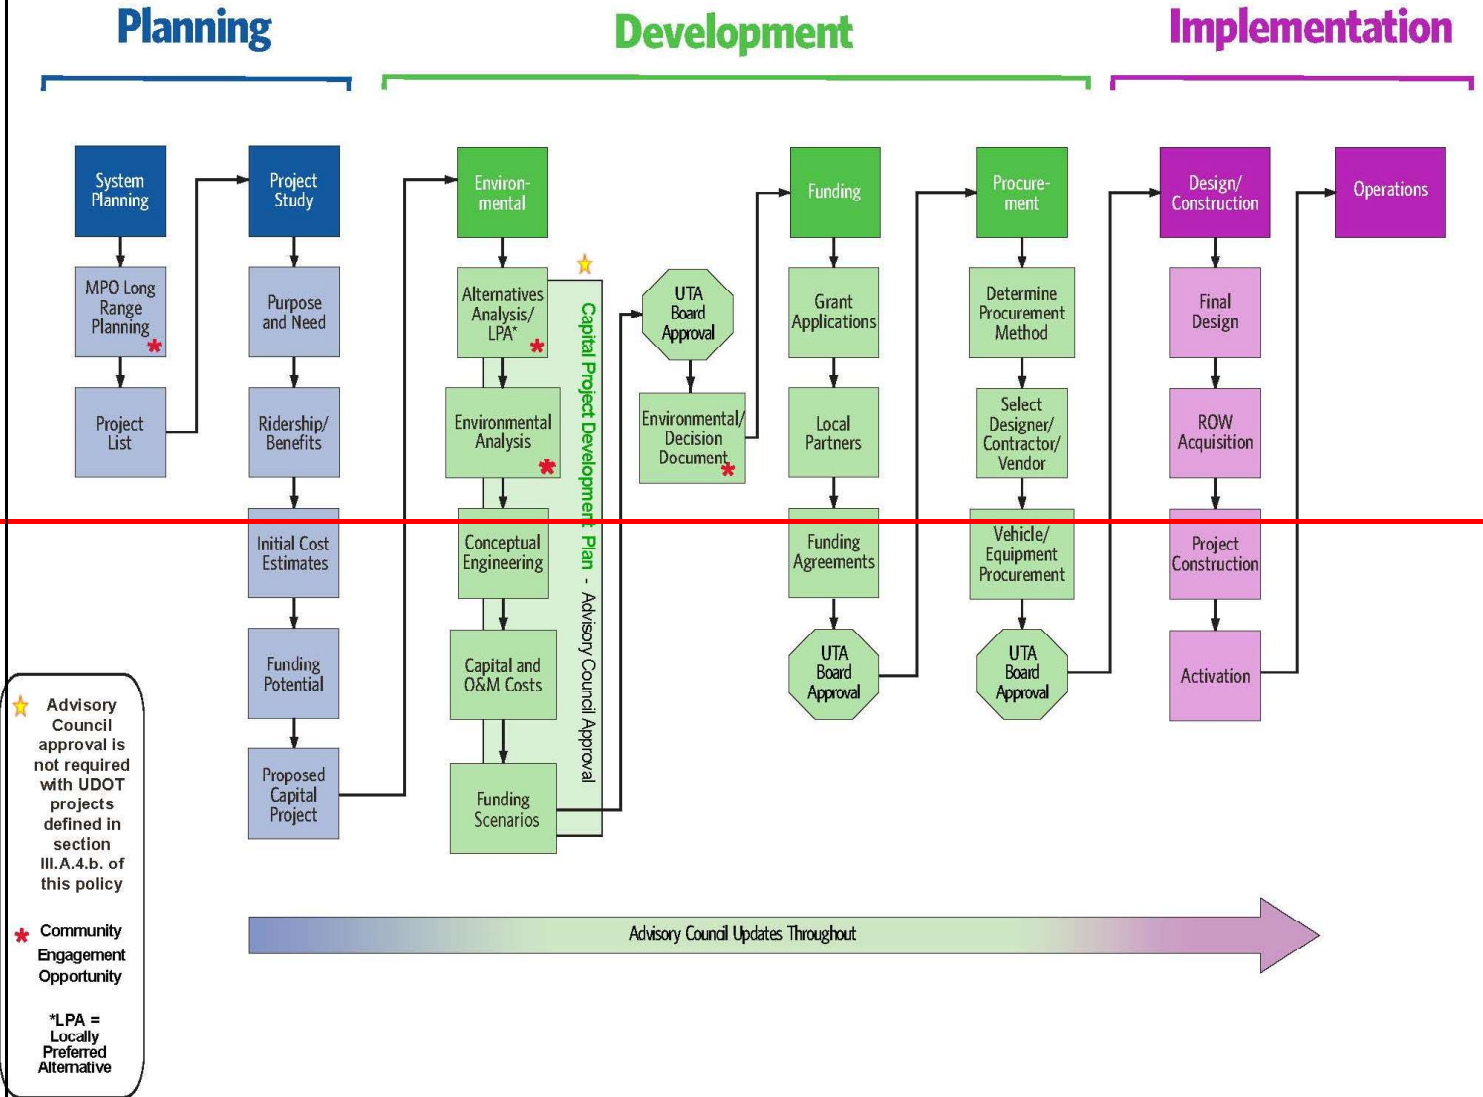 Planning
Development
Implementation
System
Planning
MPO Long
Range
Planning
Project
List
Project
Study
Purpose
and Need
Ridership/
Benefits
Initial Cost
Estimates
Funding
Potential
Proposed
Capital
Project
Environ-
mental
Alternatives
Analysis/
LPA*
Environmental
Analysis
Conceptual
Engineering
Capital and
O&M Costs
Funding
Scenarios
Capital Project Development Plan - Advisory Council Approval
UTA
Board
Approval
Environmental/
Decision
Document
Funding
Grant
Applications
Local
Partners
Funding
Agreements
UTA
Board
Approval
Procure-
ment
Determine
Procurement
Method
Select
Designer/
Contractor/
Vendor
Vehicle/
Equipment
Procurement
UTA
Board
Approval
Design/
Construction
Final
Design
ROW
Acquisition
Project
Construction
Activation
Operations
Advisory
Council
approval is
not required
with UDOT
projects
defined in
section
III.A.4.b. of
this policy
* Community
Engagement
Opportunity
*LPA =
Locally
Preferred
Alternative
Advisory Council Updates Throughout